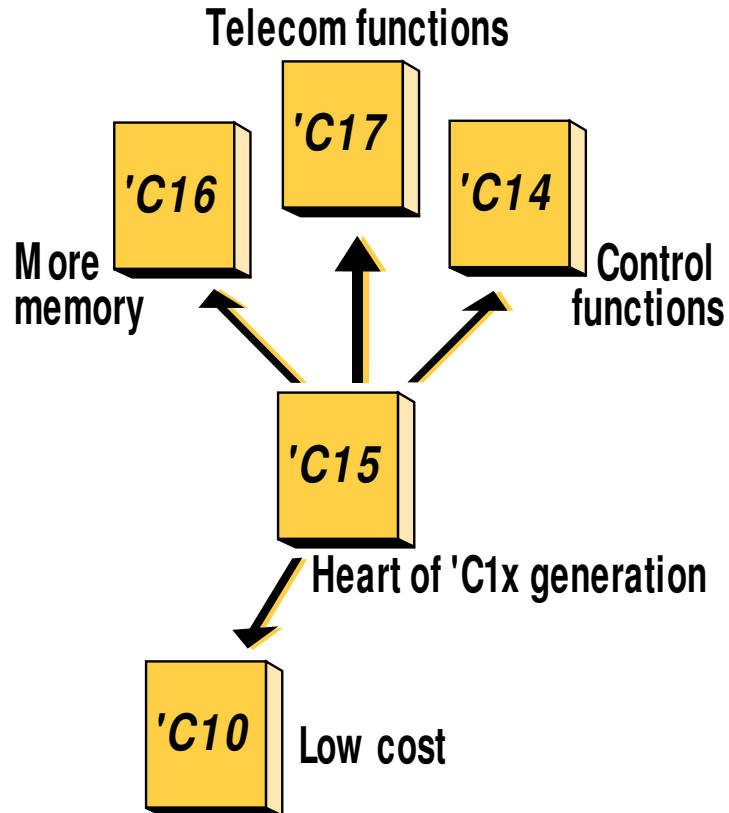 Telecom functions
'C16
'C17
'C14
More
memory
Control
functions
'C15
Heart of 'C1x generation
'C10
Low cost